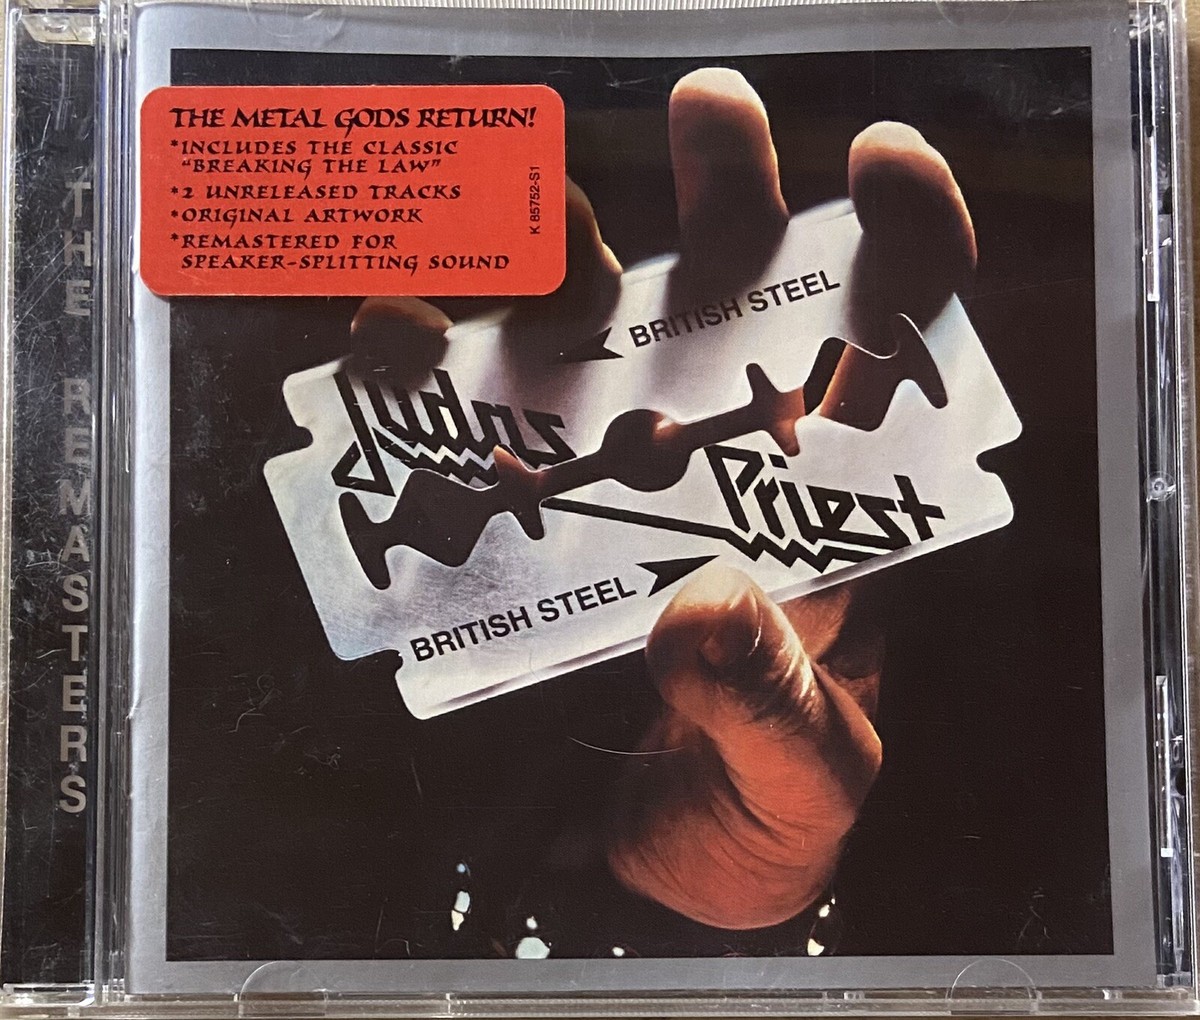 THE REMASTERS
THE METAL GODS RETURN!
*INCLUDES THE CLASSIC
"BREAKING THE LAW"
*2 UNRELEASED TRACKS
*ORIGINAL ARTWORK
*REMASTERED FOR
SPEAKER-SPLITTING SOUND
K 85752-S1
BRITISH STEEL
Judas
Priest
BRITISH STEEL